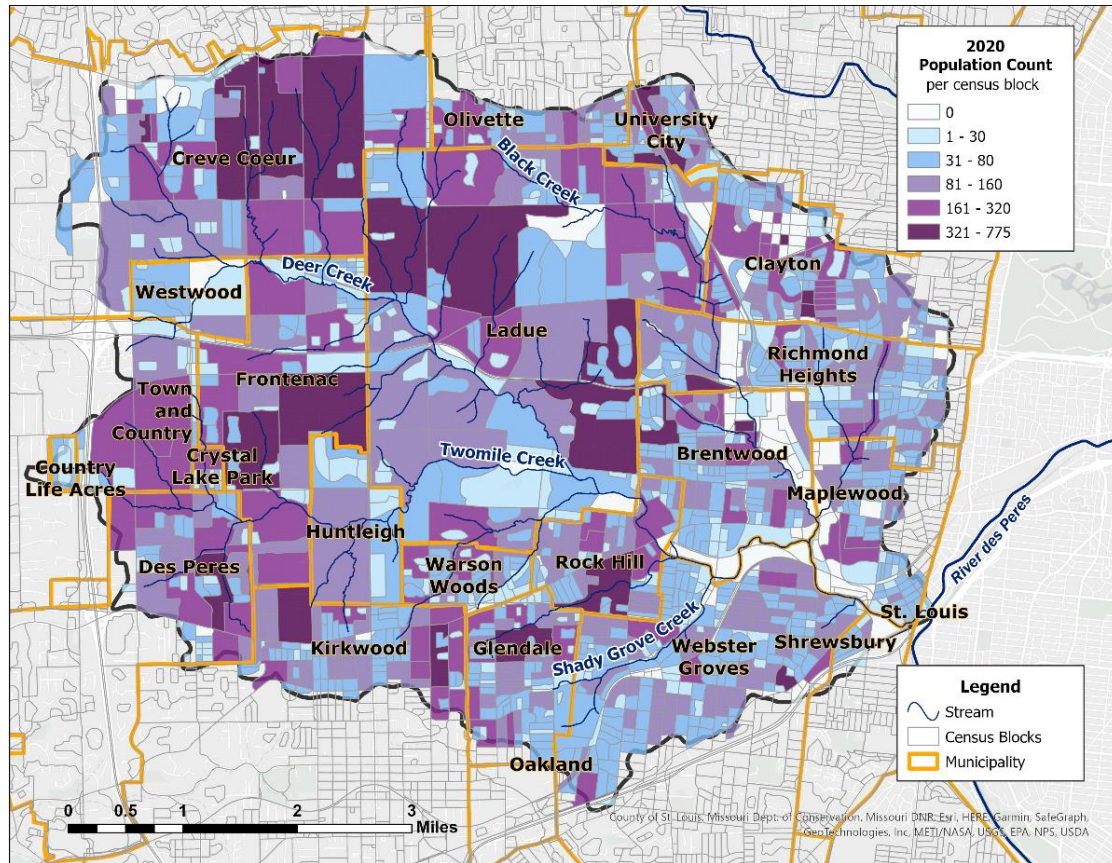 2020
Population Count
per census block
0
1 - 30
31 - 80
81 - 160
161 - 320
321 - 775
Olivette
University
City
Creve Coeur
Black Creek
Clayton
Deer Creek
Westwood
Ladue
Richmond
Heights
Frontenac
Town
and
Country
Crystal
Lake Park
Twomile Creek
Brentwood
Country
Life Acres
Maplewood
Huntleigh
Des Peres
Warson
Woods
Rock Hill
River des Peres
St. Louis
Kirkwood
Glendale
Shady Grove Creek
Webster
Groves
Shrewsbury
Oakland
Legend
Stream
Census Blocks
Municipality
0 0.5 1 2 3
Miles
County of St. Louis, Missouri Dept. of Conservation, Missouri DNR, Esri, HERE, Garmin, SafeGraph,
GeoTechnologies, Inc, METI/NASA, USGS, EPA, NPS, USDA